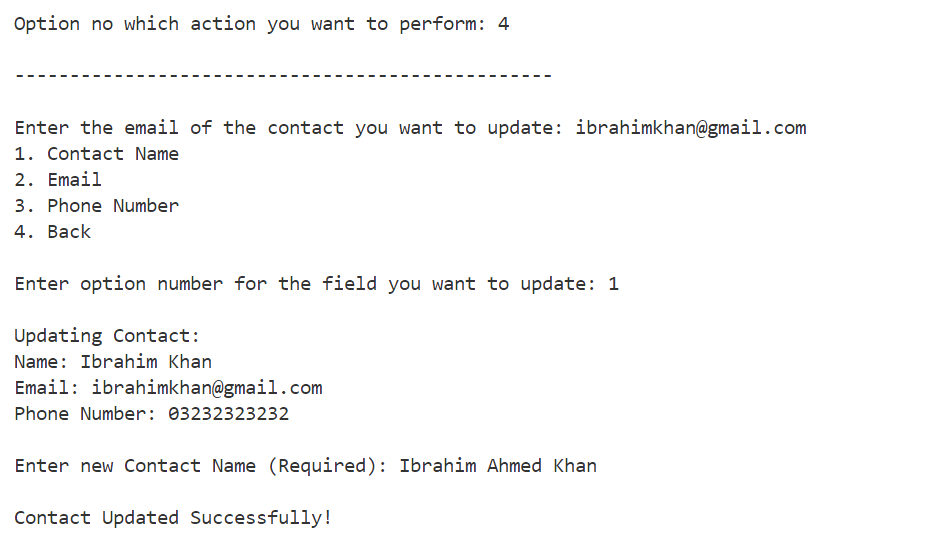 Option no which action you want to perform: 4
-------------------------------------------------
Enter the email of the contact you want to update: ibrahimkhan@gmail.com
1. Contact Name
2. Email
3. Phone Number
4. Back
Enter option number for the field you want to update: 1
Updating Contact:
Name: Ibrahim Khan
Email: ibrahimkhan@gmail.com
Phone Number: 03232323232
Enter new Contact Name (Required): Ibrahim Ahmed Khan
Contact Updated Successfully!